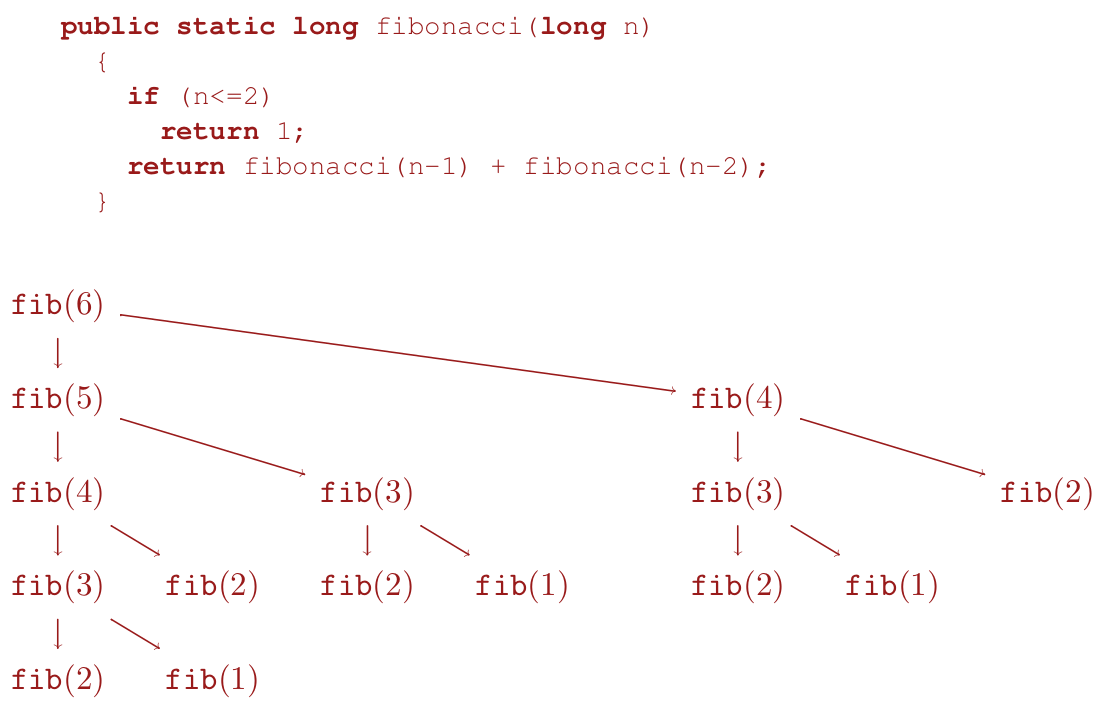 public static long fibonacci(long n)
{
if (n<=2)
return 1;
return fibonacci(n-1) + fibonacci(n-2);
}
fib(6)
fib(5) fib(4)
fib(4) fib(3) fib(3) fib(2)
fib(3) fib(2) fib(2) fib(1) fib(2) fib(1)
fib(2) fib(1)